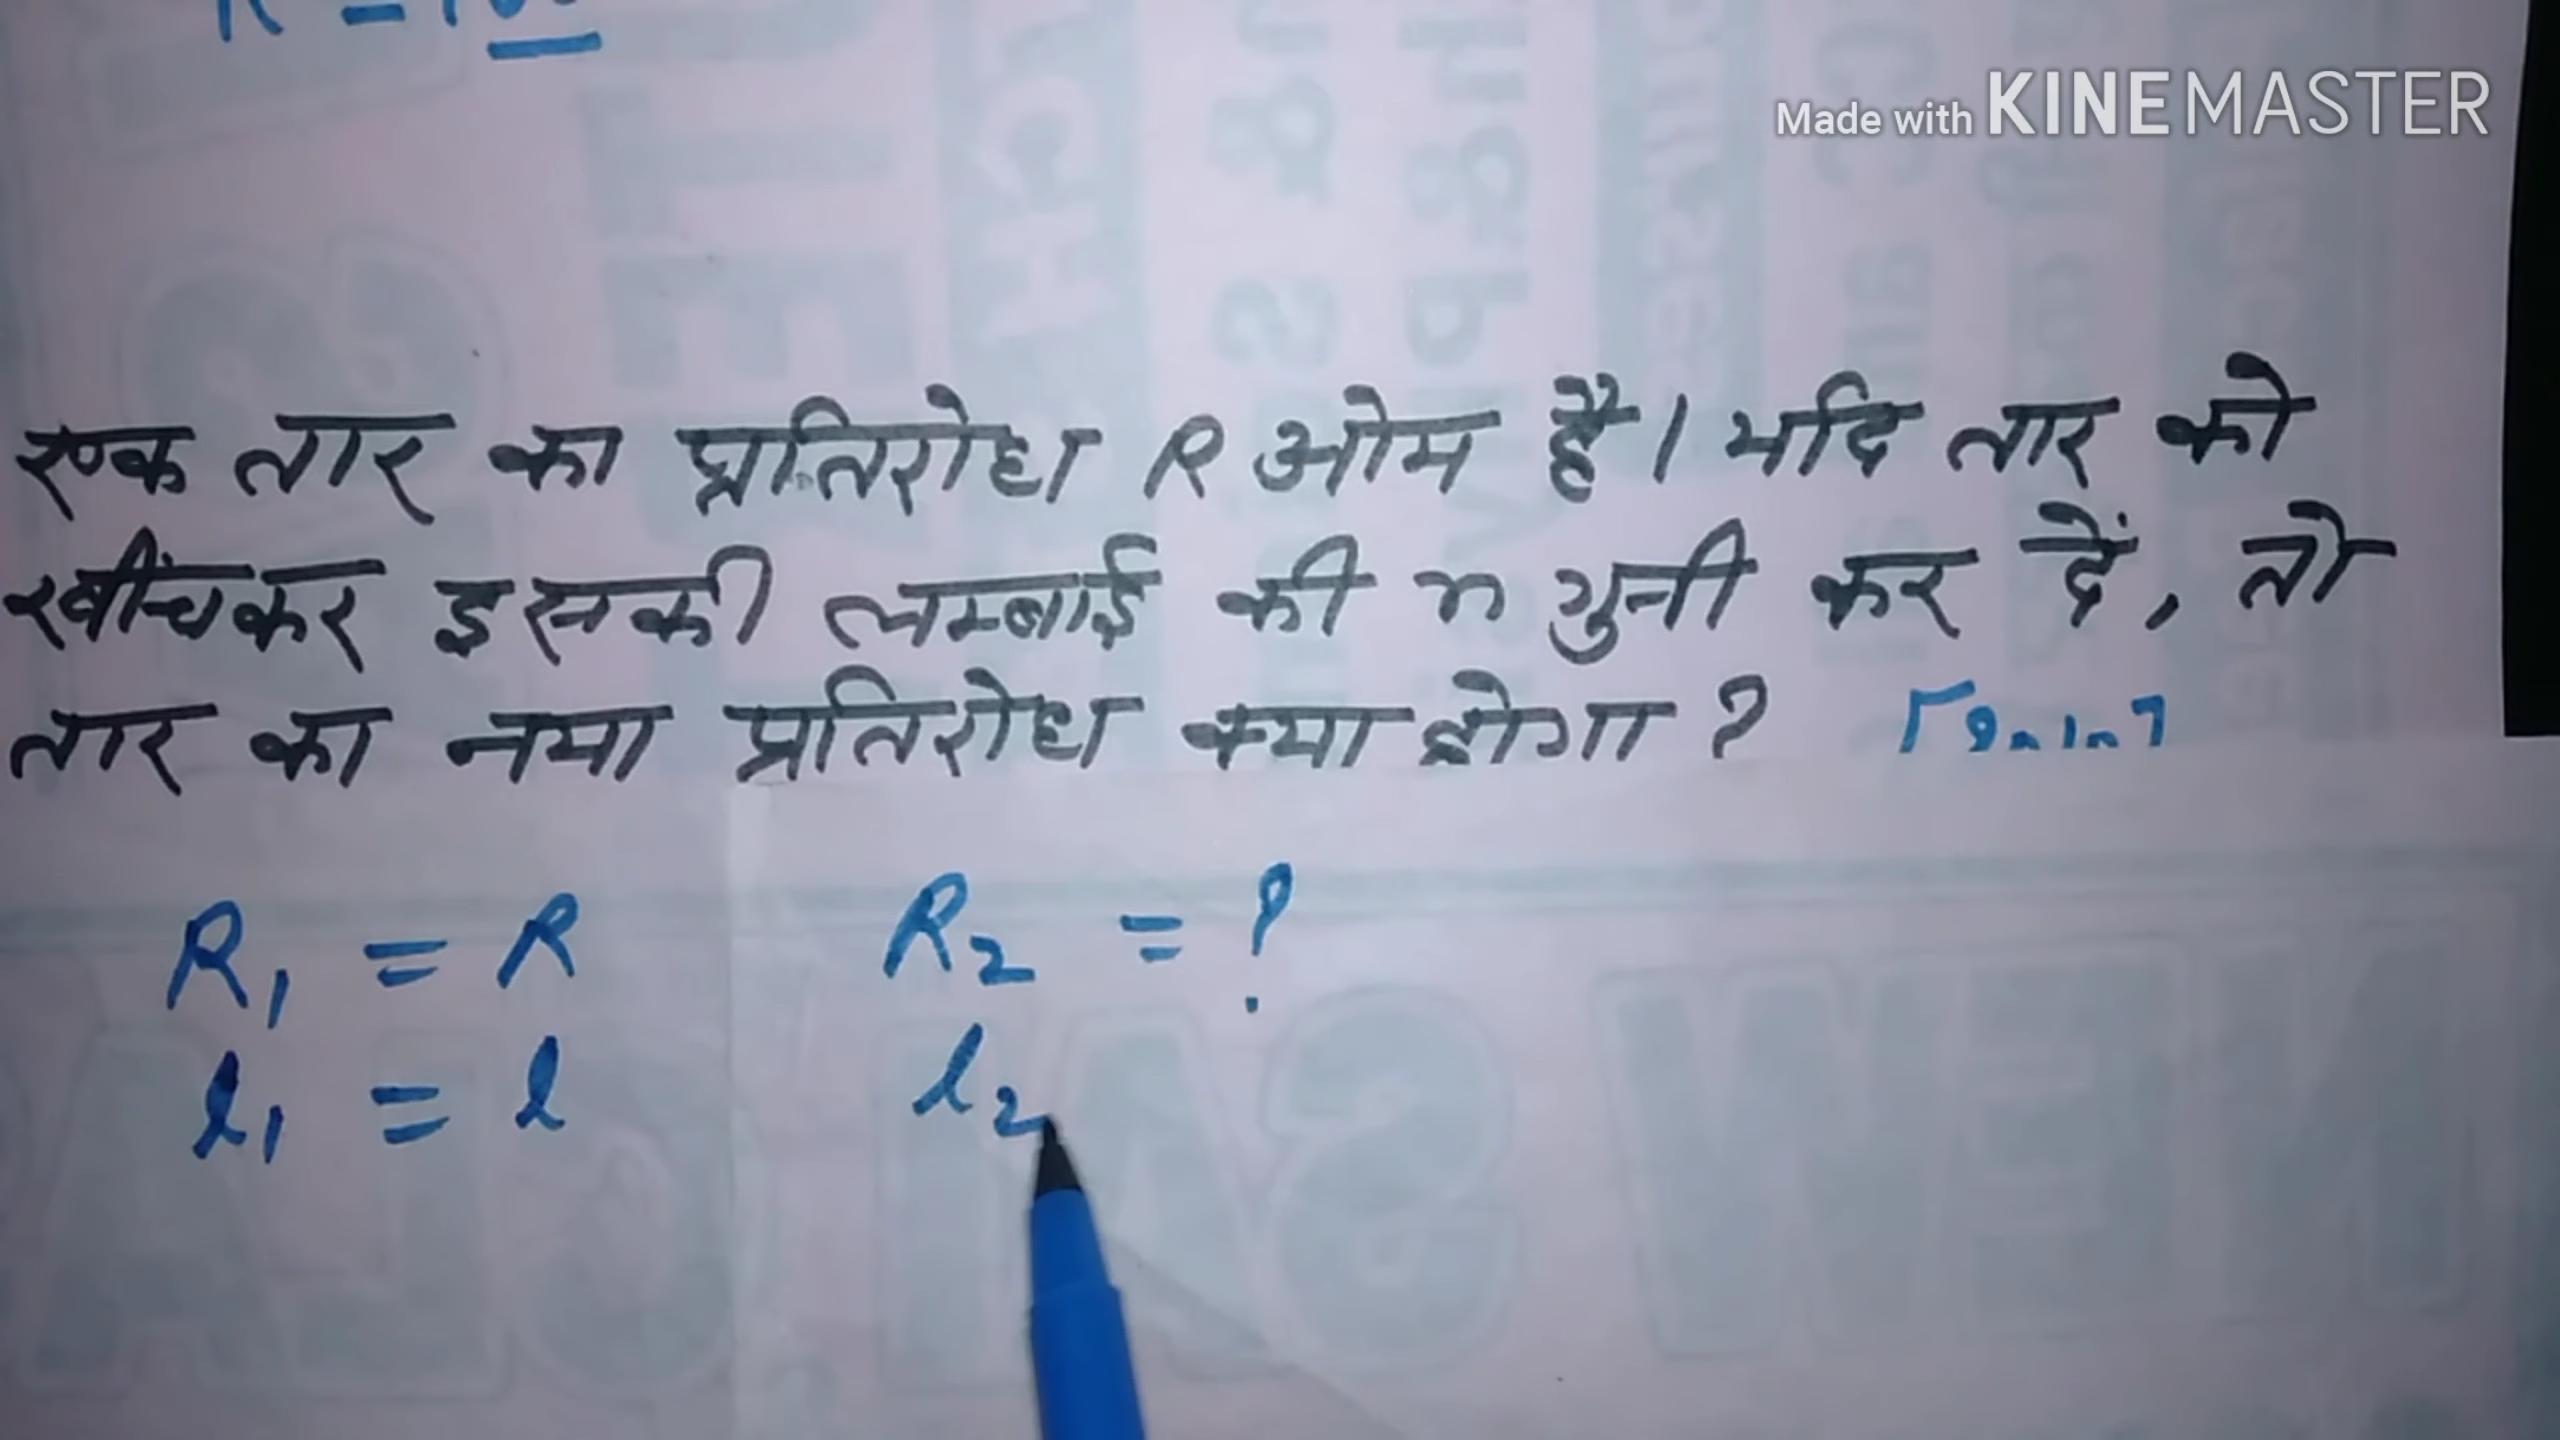 Made with KINEMASTER
एक तार का प्रतिरोध R ओम है। यदि तार को
खींचकर इसकी लम्बाई की n गुनी कर दें, तो
तार का नया प्रतिरोध क्या होगा ?
R₁ = R R₂ = ?
l₁ = l l₂